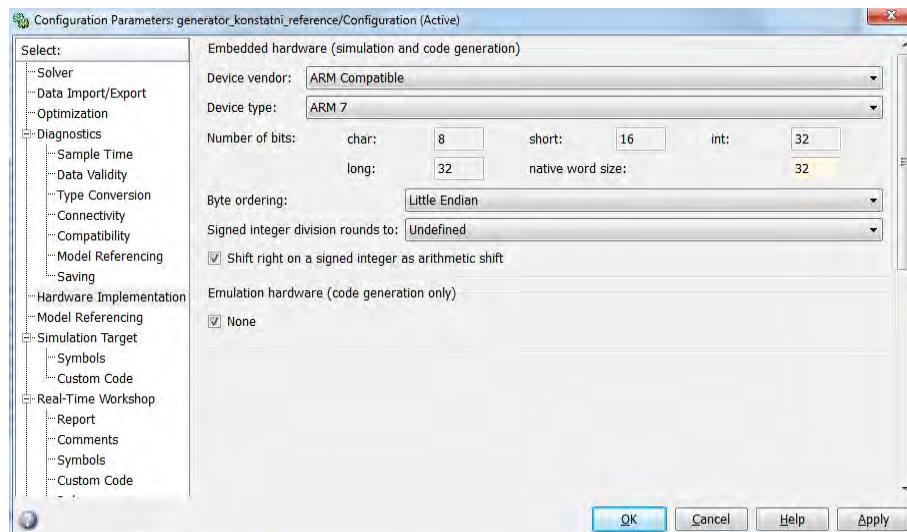 Configuration Parameters: generator_konstatni_reference/Configuration (Active)
Select:
Solver
Data Import/Export
Optimization
Diagnostics
Sample Time
Data Validity
Type Conversion
Connectivity
Compatibility
Model Referencing
Saving
Hardware Implementation
Model Referencing
Simulation Target
Symbols
Custom Code
Real-Time Workshop
Report
Comments
Symbols
Custom Code
Embedded hardware (simulation and code generation)
Device vendor: ARM Compatible
Device type: ARM 7
Number of bits: char: 8 short: 16 int: 32
long: 32 native word size: 32
Byte ordering: Little Endian
Signed integer division rounds to: Undefined
Shift right on a signed integer as arithmetic shift
Emulation hardware (code generation only)
None
OK Cancel Help Apply